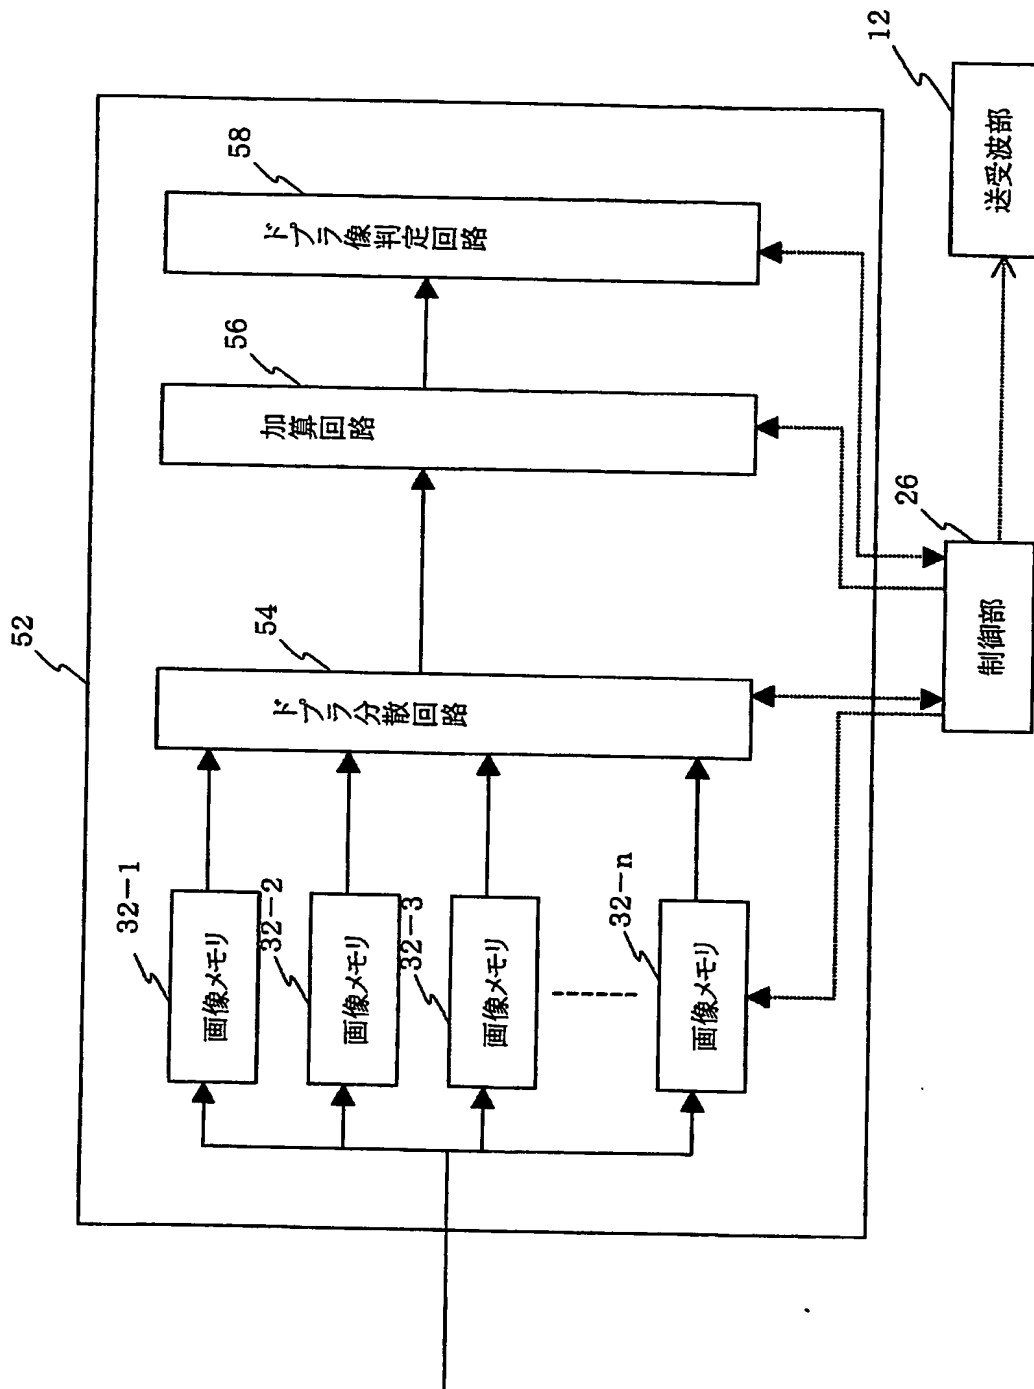 52
32-1
画像メモリ
32-2
画像メモリ
32-3
画像メモリ
32-n
画像メモリ
54
ドプラ分散回路
56
加算回路
58
ドプラ像判定回路
26
制御部
12
送受波部